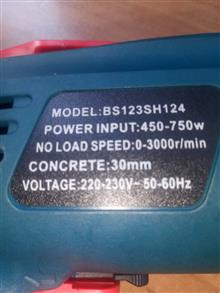 MODEL:BS123SH124
POWER INPUT:450-750w
NO LOAD SPEED:0-3000r/min
CONCRETE:30mm
VOLTAGE:220-230V~ 50-60Hz